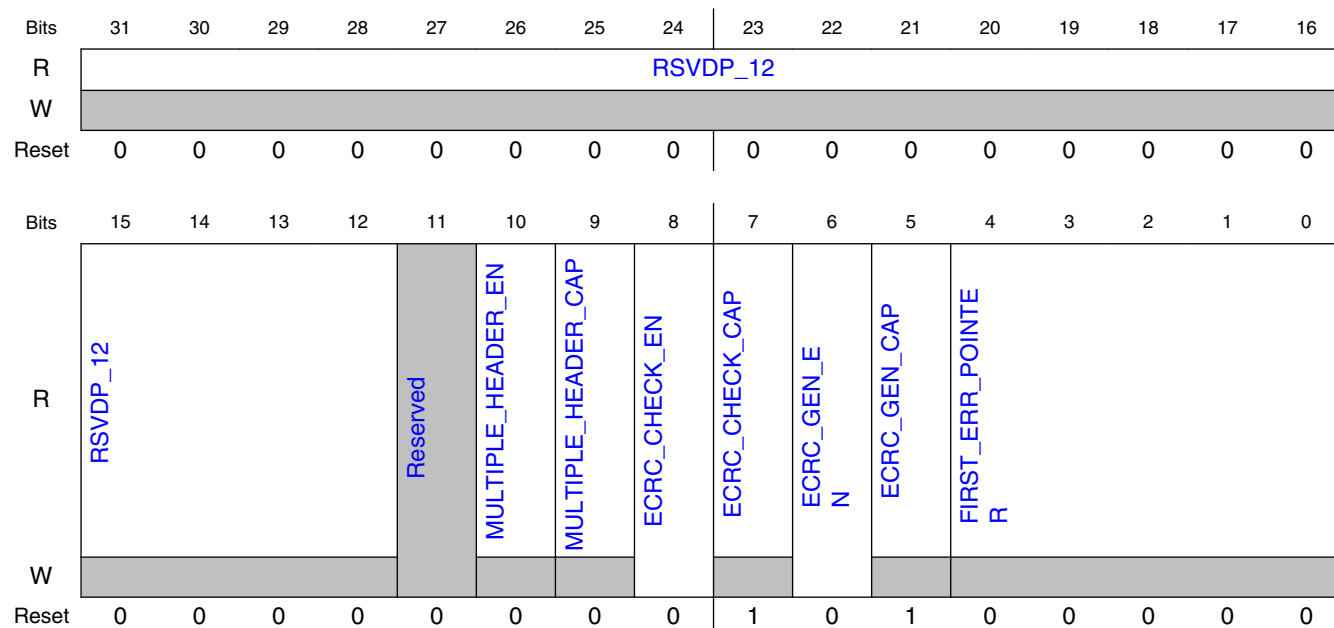 Bits 31 30 29 28 27 26 25 24 23 22 21 20 19 18 17 16
R RSVDP_12
W
Reset 0 0 0 0 0 0 0 0 0 0 0 0 0 0 0 0
Bits 15 14 13 12 11 10 9 8 7 6 5 4 3 2 1 0
R
RSVDP_12
Reserved
MULTIPLE_HEADER_EN
MULTIPLE_HEADER_CAP
ECRC_CHECK_EN
ECRC_CHECK_CAP
ECRC_GEN_E
N
ECRC_GEN_CAP
FIRST_ERR_POINTE
R
W
Reset 0 0 0 0 0 0 0 0 1 0 1 0 0 0 0 0